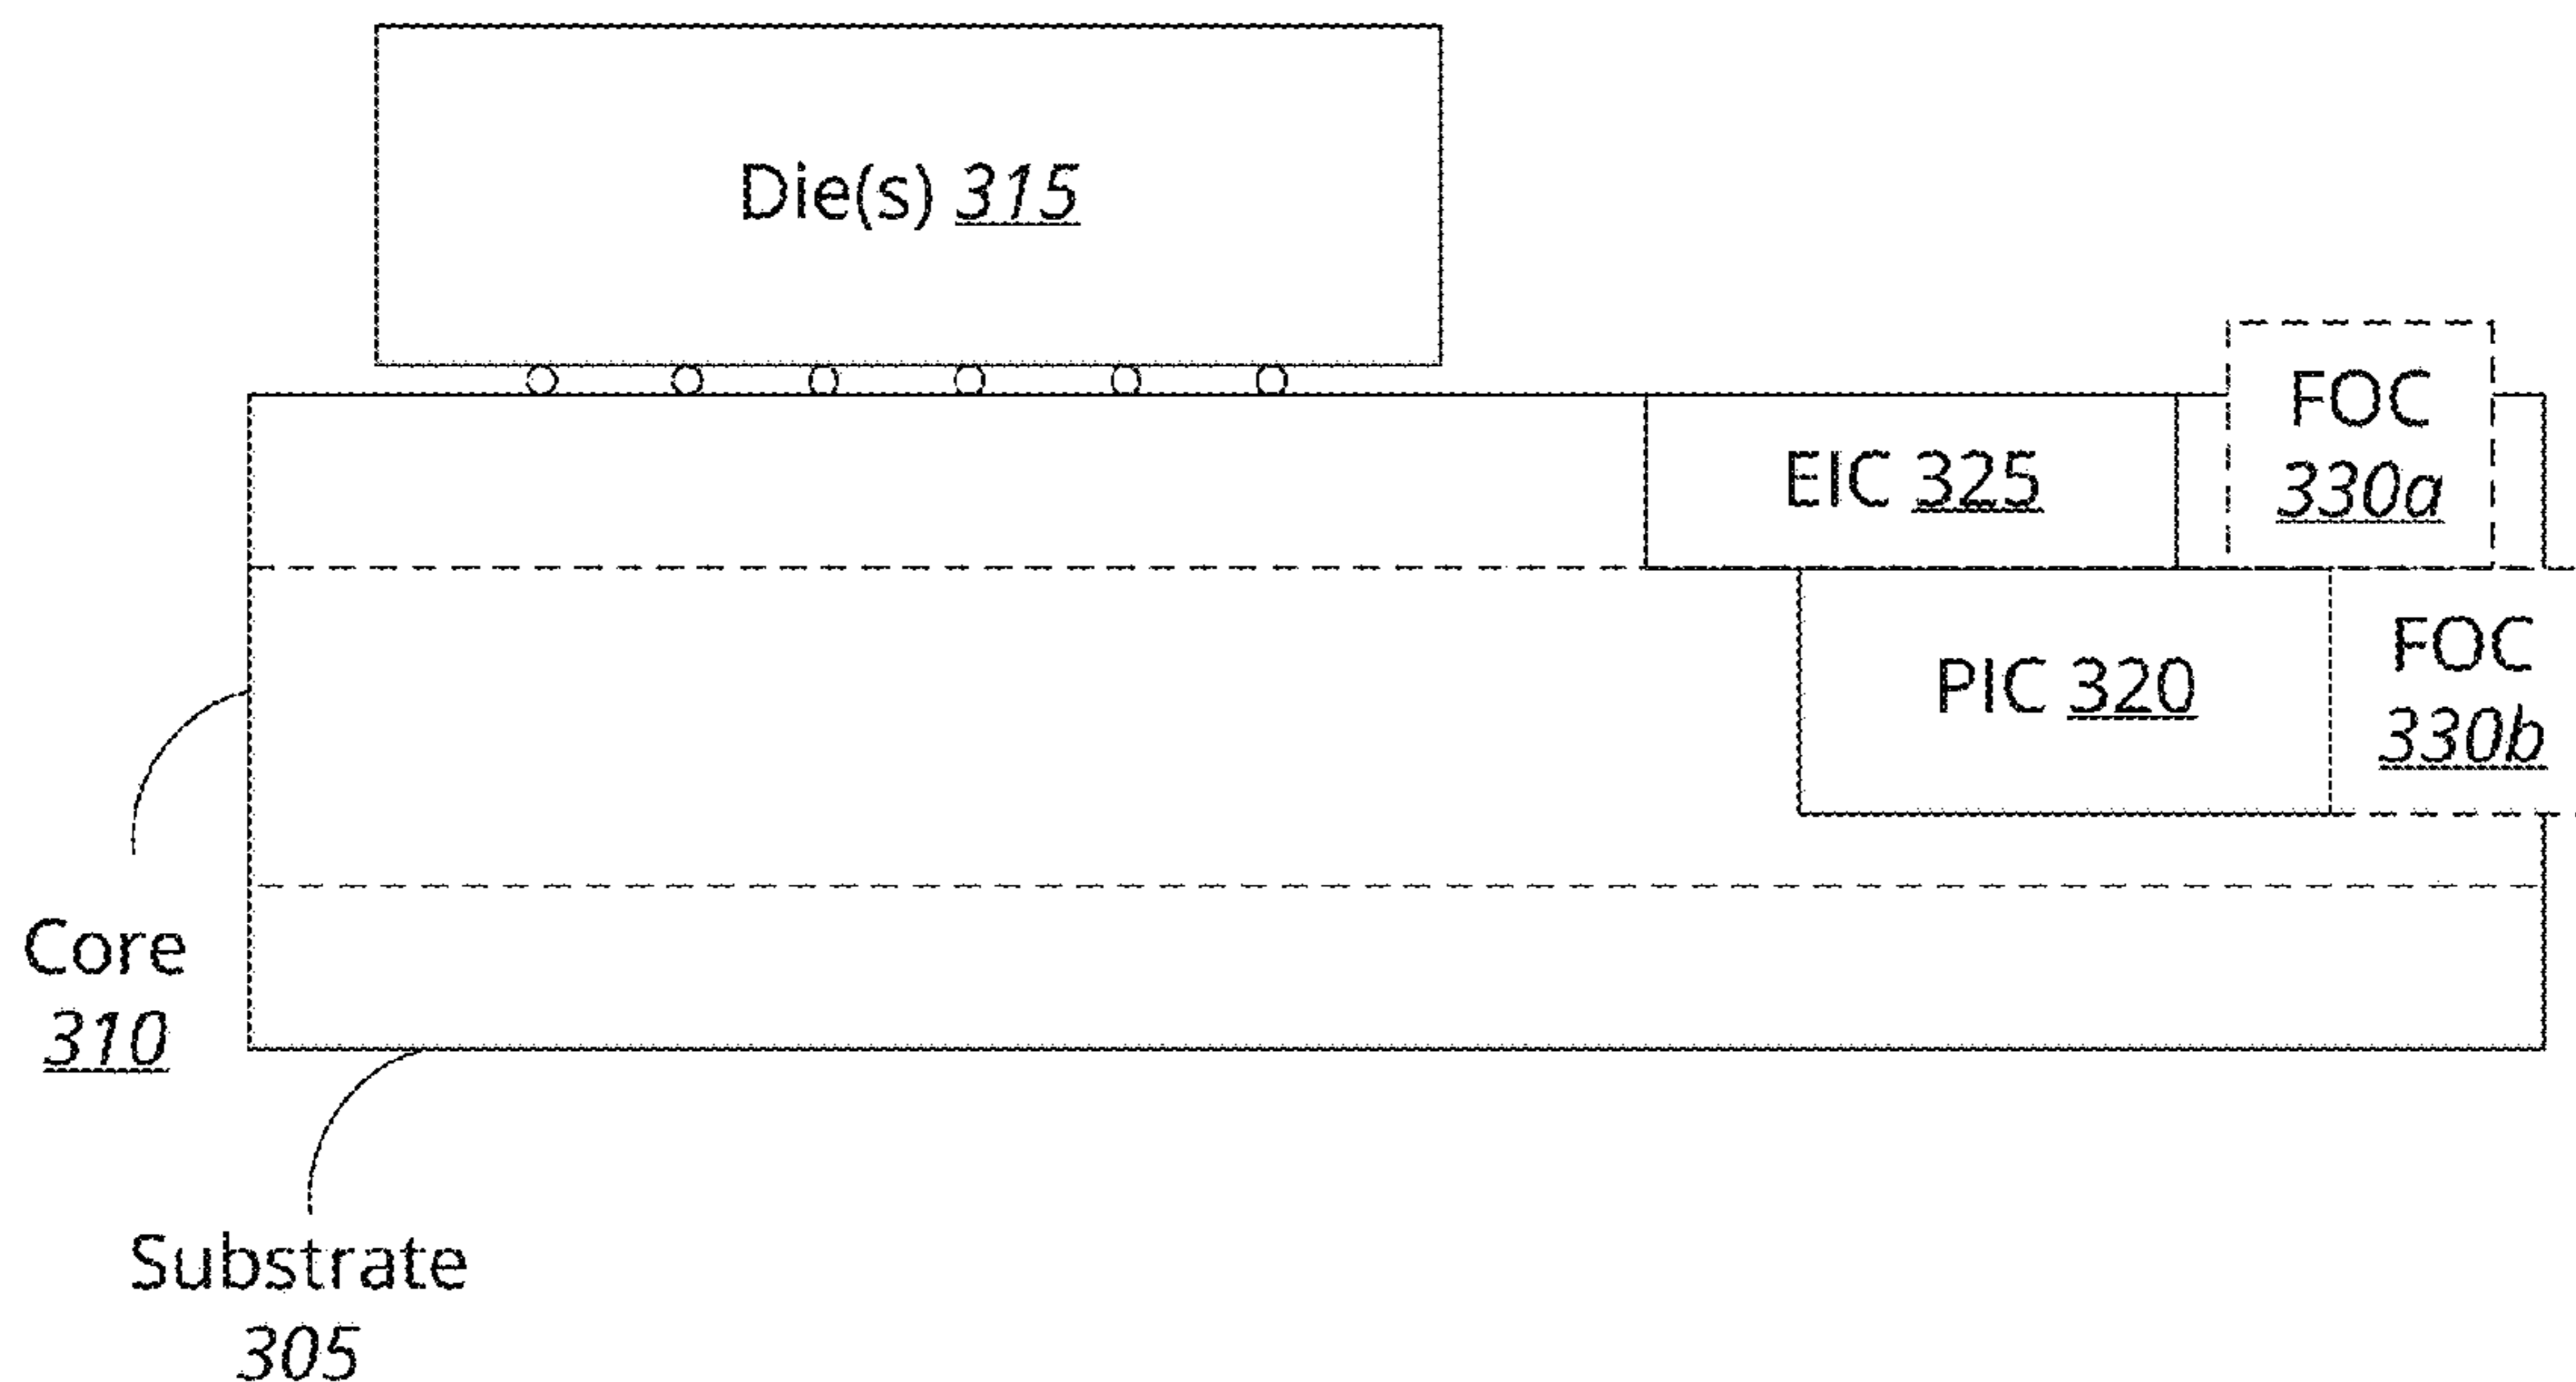 Die(s) 315
FOC
330a
EIC 325
FOC
330b
PIC 320
Core
310
Substrate
305